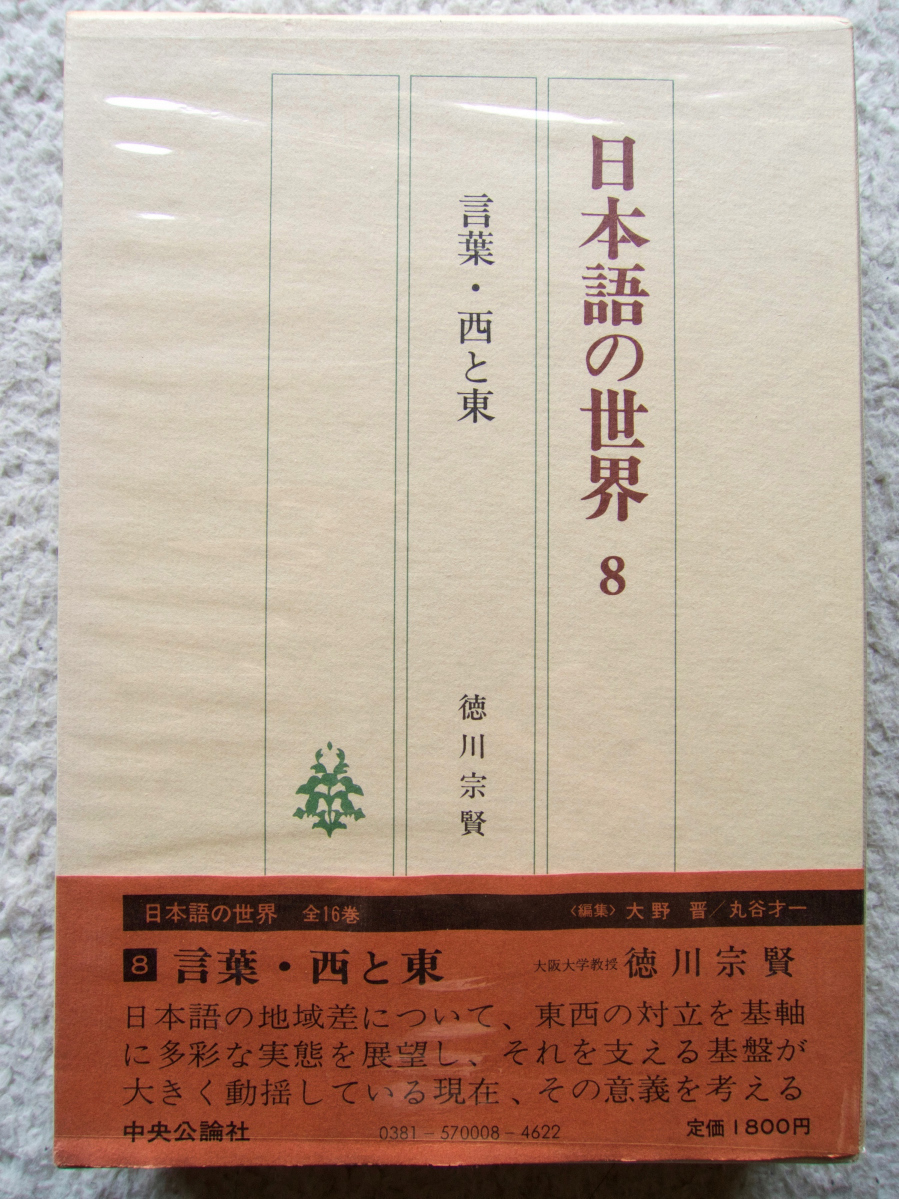 日本語の世界 8
言葉・西と東
徳川宗賢
日本語の世界 全16巻
〈編集〉大野 晋／丸谷才一
8 言葉・西と東
大阪大学教授 徳川宗賢
日本語の地域差について、東西の対立を基軸
に多彩な実態を展望し、それを支える基盤が
大きく動揺している現在、その意義を考える
中央公論社
0381-570008-4622
定価1800円